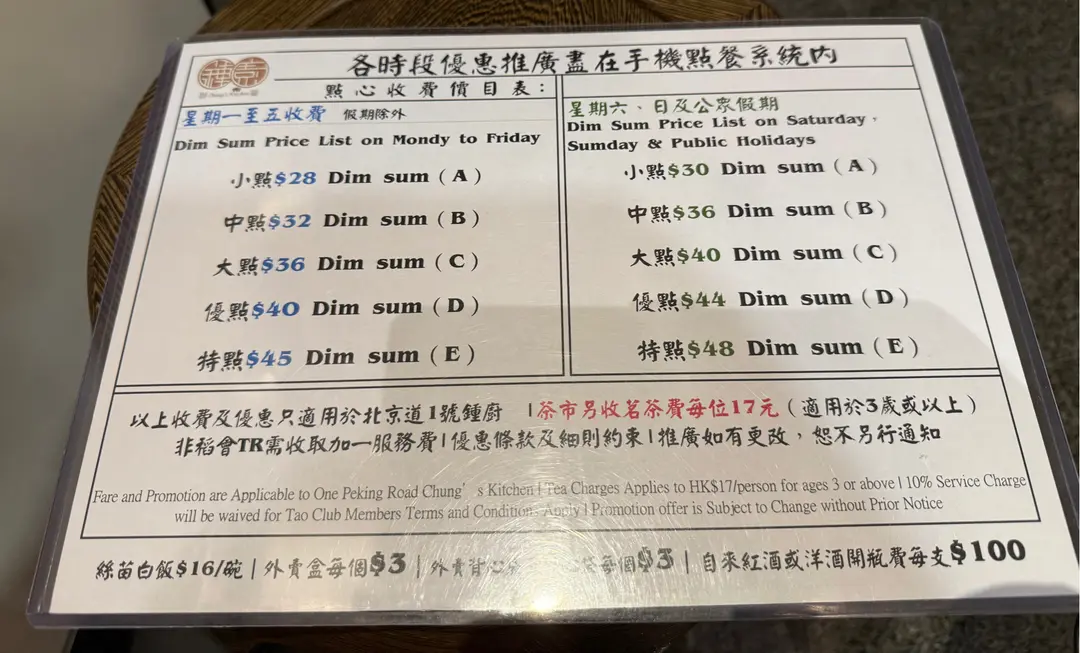 各時段優惠推廣盡在手機點餐系統內
點心收費價目表：
星期一至五收費 假期除外
Dim Sum Price List on Mondy to Friday
小點$28 Dim sum（A）
中點$32 Dim sum（B）
大點$36 Dim sum（C）
優點$40 Dim sum（D）
特點$45 Dim sum（E）
星期六、日及公眾假期
Dim Sum Price List on Saturday，
Sumday & Public Holidays
小點$30 Dim sum（A）
中點$36 Dim sum（B）
大點$40 Dim sum（C）
優點$44 Dim sum（D）
特點$48 Dim sum（E）
以上收費及優惠只適用於北京道1號鍾廚 |茶市另收茗茶費每位17元（適用於3歲或以上）
非稻會TR需收取加一服務費|優惠條款及細則約束|推廣如有更改，恕不另行通知
Fare and Promotion are Applicable to One Peking Road Chung's Kitchen | Tea Charges Applies to HK$17/person for ages 3 or above | 10% Service Charge
will be waived for Tao Club Members Terms and Conditions Apply | Promotion offer is Subject to Change without Prior Notice
絲苗白飯$16/碗 | 外賣盒每個$3 | 外賣 每個$3 | 自來紅酒或洋酒開瓶費每支$100